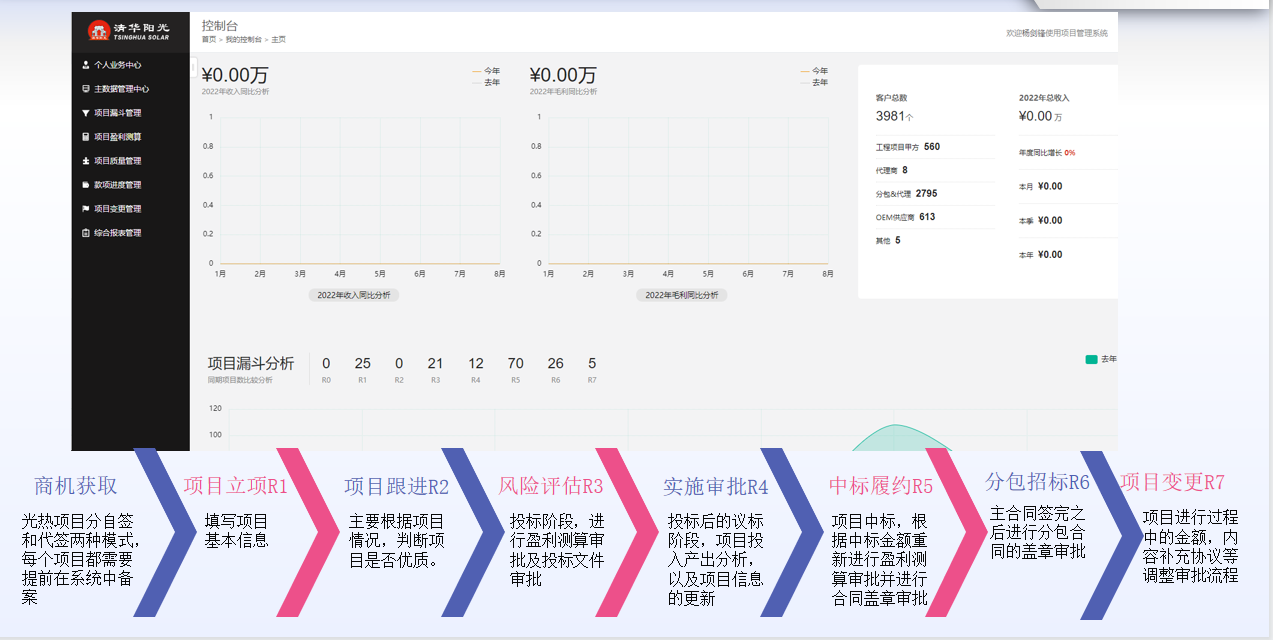 清华阳光
TSINGHUA SOLAR
个人业务中心
主数据管理中心
项目漏斗管理
项目盈利测算
项目质量管理
款项进度管理
项目变更管理
综合报表管理
控制台
首页 > 我的控制台 > 主页
欢迎杨剑锋使用项目管理系统
¥0.00万
2022年收入同比分析
今年
去年
1
0.8
0.6
0.4
0.2
0
1月 2月 3月 4月 5月 6月 7月 8月
2022年收入同比分析
¥0.00万
2022年毛利同比分析
今年
去年
1
0.8
0.6
0.4
0.2
0
1月 2月 3月 4月 5月 6月 7月 8月
2022年毛利同比分析
客户总数
3981个
工程项目甲方 560
代理商 8
分包&代理 2795
OEM供应商 613
其他 5
2022年总收入
¥0.00 万
年度同比增长 0%
本月 ¥0.00
本季 ¥0.00
本年 ¥0.00
项目漏斗分析
同期项目数比较分析
0 25 0 21 12 70 26 5
R0 R1 R2 R3 R4 R5 R6 R7
去年
120
100
商机获取
光热项目分自签
和代签两种模式，
每个项目都需要
提前在系统中备
案
项目立项R1
填写项目
基本信息
项目跟进R2
主要根据项目
情况，判断项
目是否优质。
风险评估R3
投标阶段，进
行盈利测算审
批及投标文件
审批
实施审批R4
投标后的议标
阶段，项目投
入产出分析，
以及项目信息
的更新
中标履约R5
项目中标，根
据中标金额重
新进行盈利测
算审批并进行
合同盖章审批
分包招标R6
主合同签完之
后进行分包合
同的盖章审批
项目变更R7
项目进行过程
中的金额，内
容补充协议等
调整审批流程